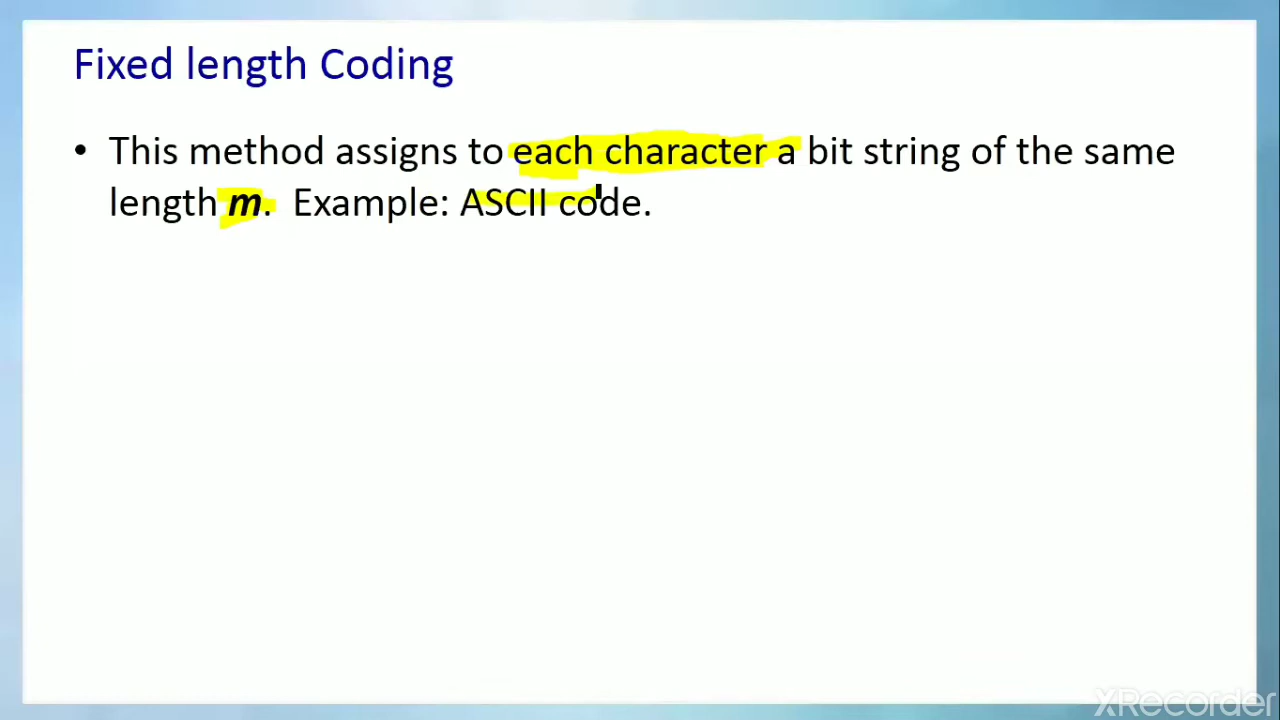 Fixed length Coding
• This method assigns to each character a bit string of the same
length m. Example: ASCII code.
XRecorder